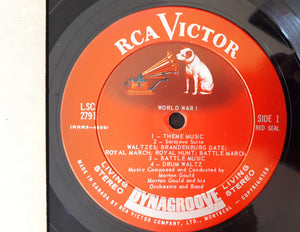 RCA VICTOR
WORLD WAR I
LSC
2791
SIDE 1
RED SEAL
1 – THEME MUSIC
2 – Sarajevo Suite
WALTZES; BRANDENBURG GATE;
ROYAL MARCH; ROYAL HUNT; BATTLE MARCH
3 – BATTLE MUSIC
4 – DRUM WALTZ
Music Composed and Conducted by
Morton Gould
Morton Gould and his
Orchestra and Band
LIVING STEREO
DYNAGROOVE
LIVING STEREO
MADE IN CANADA BY RCA VICTOR COMPANY, LTD., MONTREAL - COPYRIGHTED